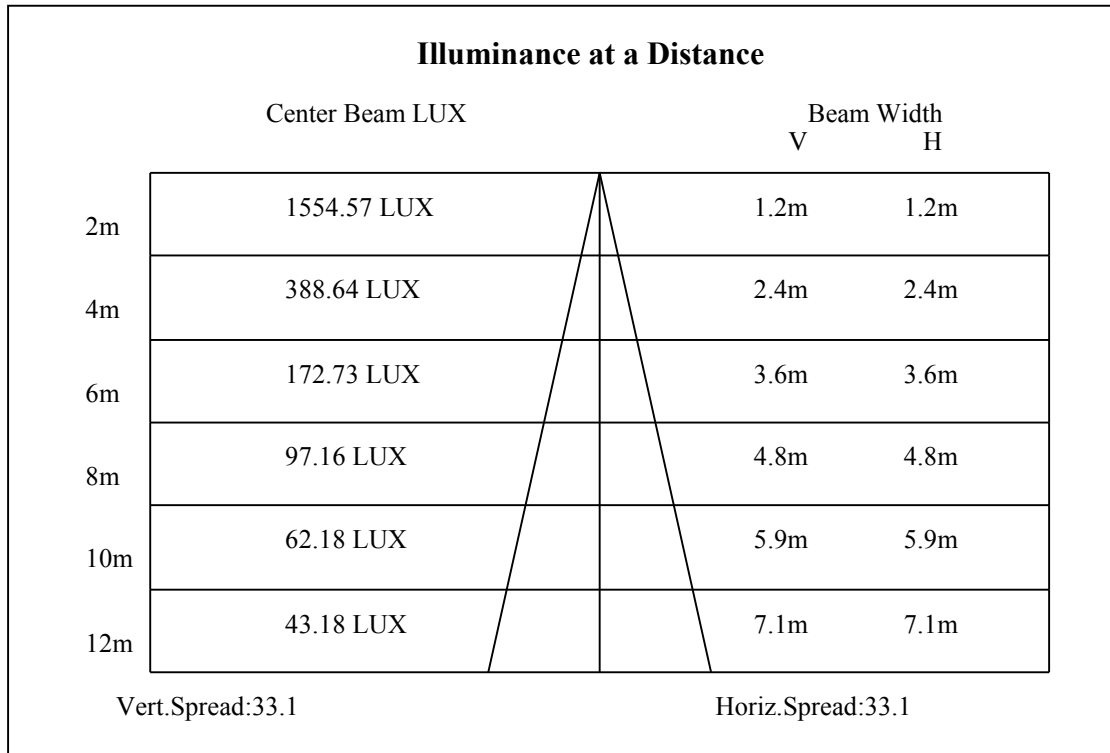 Illuminance at a Distance
Center Beam LUX Beam Width
V H
2m 1554.57 LUX 1.2m 1.2m
4m 388.64 LUX 2.4m 2.4m
6m 172.73 LUX 3.6m 3.6m
8m 97.16 LUX 4.8m 4.8m
10m 62.18 LUX 5.9m 5.9m
12m 43.18 LUX 7.1m 7.1m
Vert.Spread:33.1 Horiz.Spread:33.1